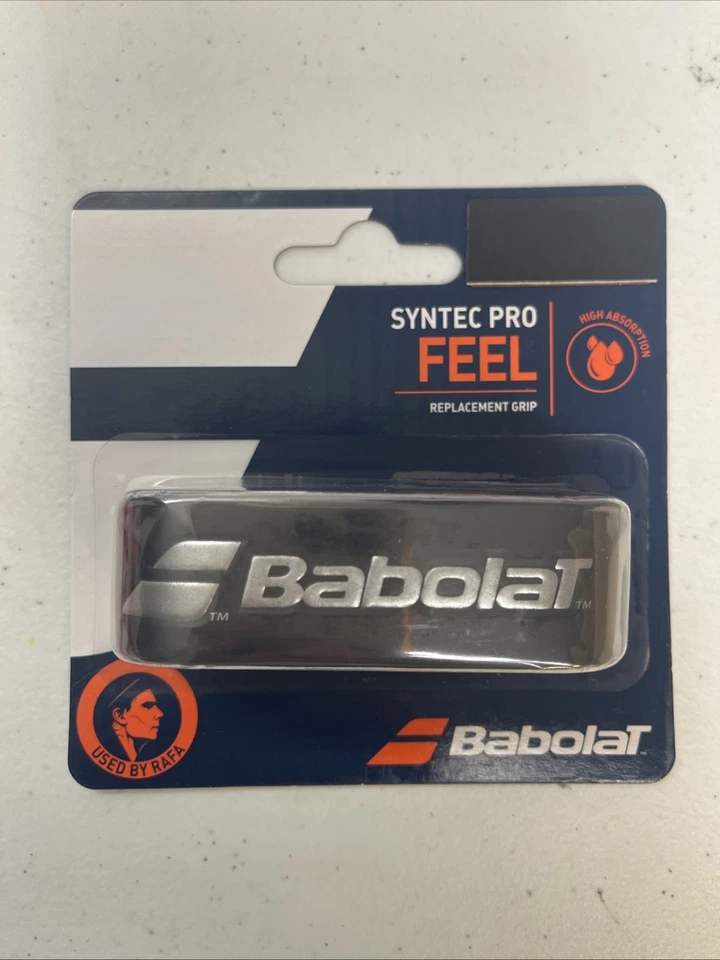 SYNTEC PRO
FEEL
REPLACEMENT GRIP
HIGH ABSORPTION
BabolaT
TM
TM
USED BY RAFA
BabolaT